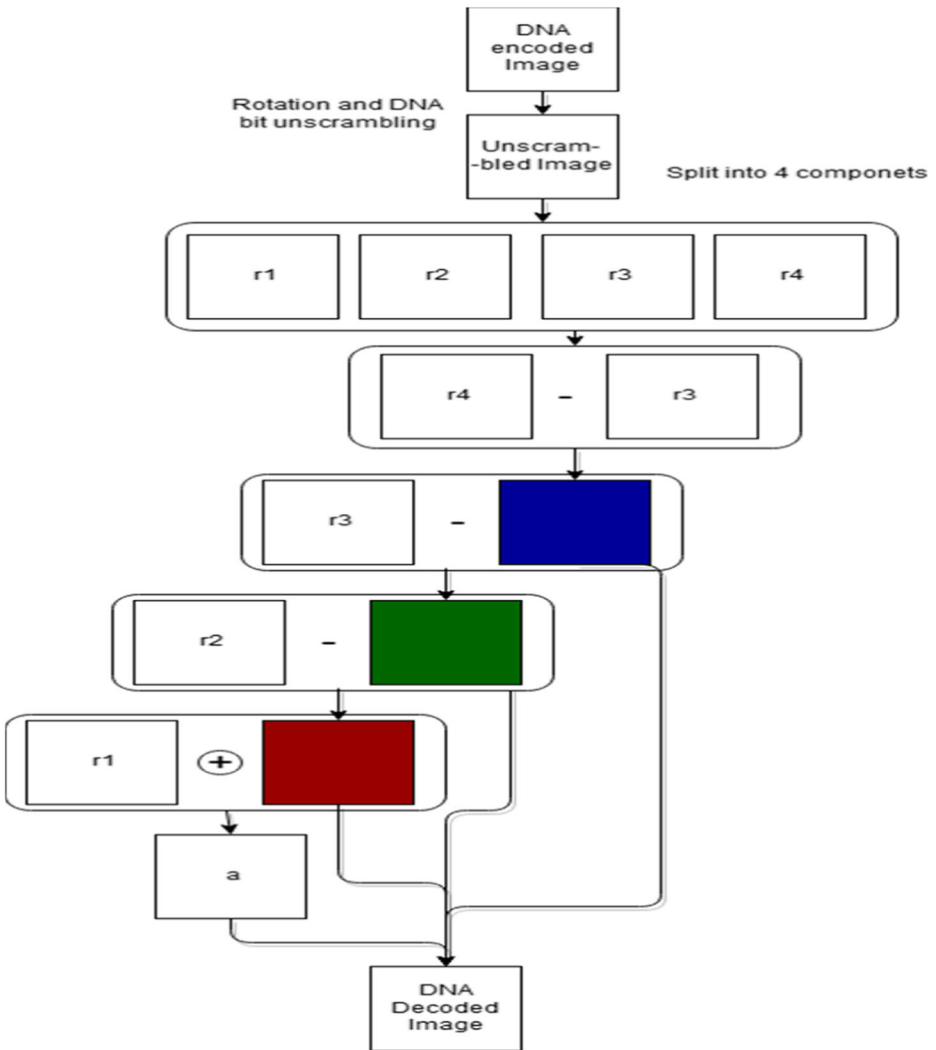 DNA
encoded
Image
Rotation and DNA
bit unscrambling
Unscram-
-bled Image
Split into 4 componets
r1 r2 r3 r4
r4 - r3
r3 -
r2 -
r1 +
a
DNA
Decoded
Image